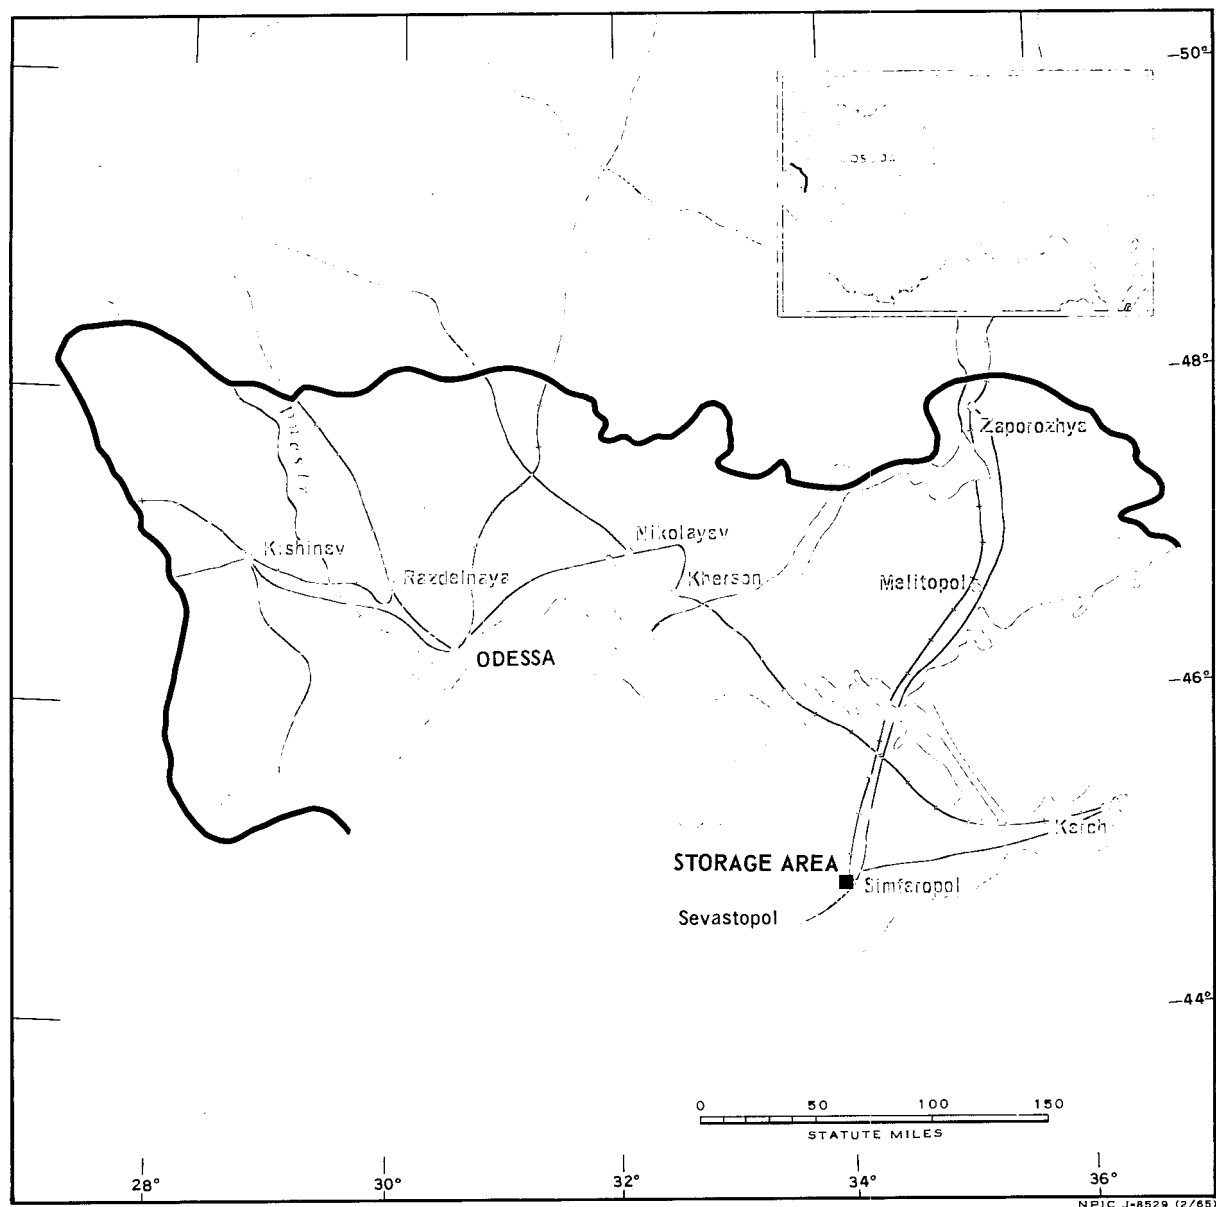 50°
48°
Zaporozhye
Dnestr
Nikolayev
Kishinev
Razdelnaya
Kherson
Melitopol
ODESSA
46°
Kerch
STORAGE AREA
Simferopol
Sevastopol
44°
0 50 100 150
STATUTE MILES
28° 30° 32° 34° 36°
NPIC J-8529 (2/65)